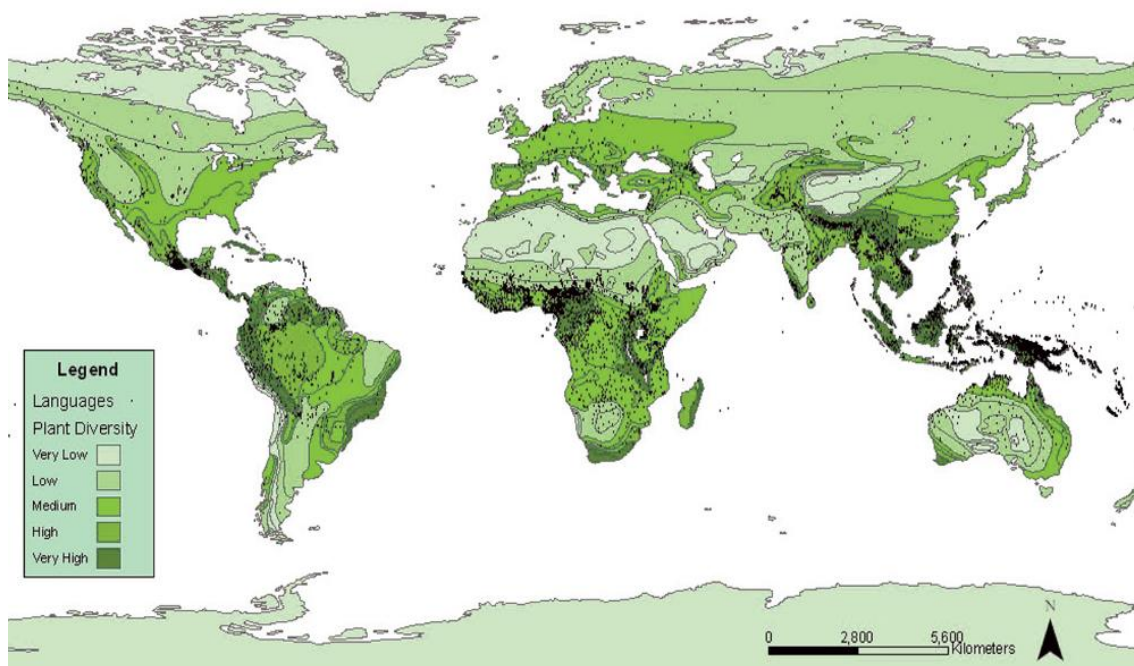 Legend
Languages
Plant Diversity
Very Low
Low
Medium
High
Very High
N
0 2,800 5,600
Kilometers